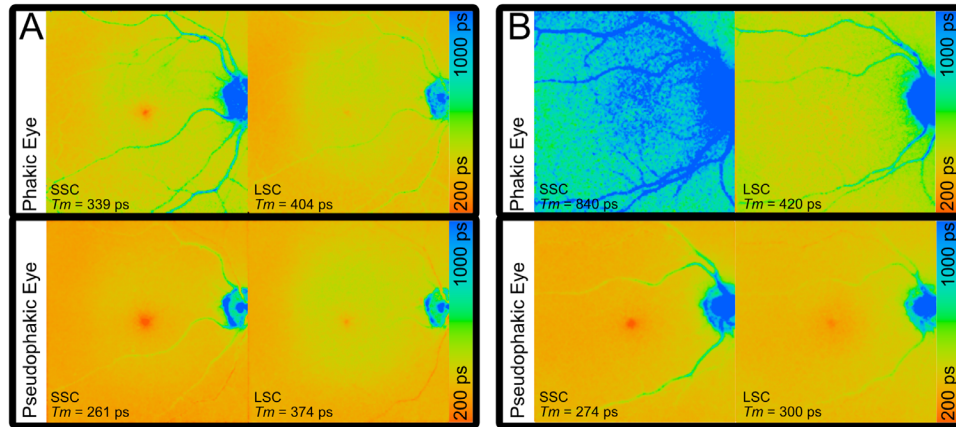 A
Phakic Eye
SSC
Tm = 339 ps
LSC
Tm = 404 ps
200 ps 1000 ps
B
Phakic Eye
SSC
Tm = 840 ps
LSC
Tm = 420 ps
200 ps 1000 ps
Pseudophakic Eye
SSC
Tm = 261 ps
LSC
Tm = 374 ps
200 ps 1000 ps
Pseudophakic Eye
SSC
Tm = 274 ps
LSC
Tm = 300 ps
200 ps 1000 ps